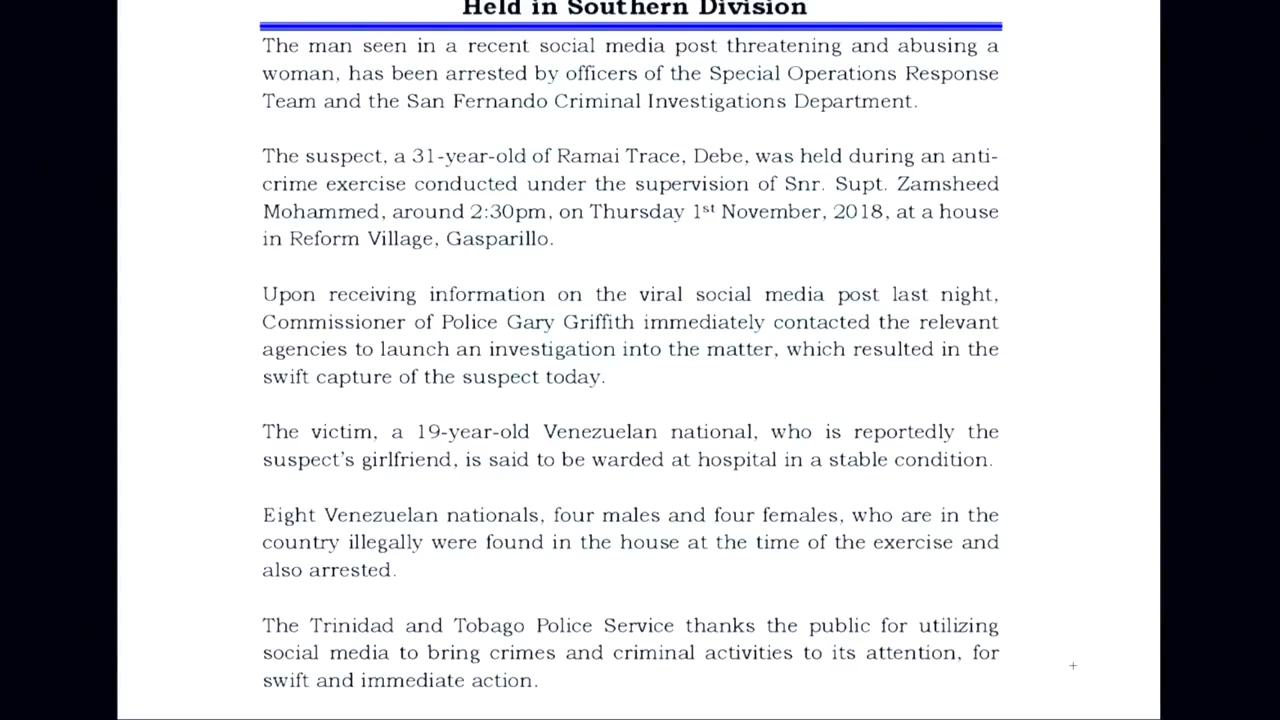 Held in Southern Division
The man seen in a recent social media post threatening and abusing a
woman, has been arrested by officers of the Special Operations Response
Team and the San Fernando Criminal Investigations Department.
The suspect, a 31-year-old of Ramai Trace, Debe, was held during an anti-
crime exercise conducted under the supervision of Snr. Supt. Zamsheed
Mohammed, around 2:30pm, on Thursday 1st November, 2018, at a house
in Reform Village, Gasparillo.
Upon receiving information on the viral social media post last night,
Commissioner of Police Gary Griffith immediately contacted the relevant
agencies to launch an investigation into the matter, which resulted in the
swift capture of the suspect today.
The victim, a 19-year-old Venezuelan national, who is reportedly the
suspect's girlfriend, is said to be warded at hospital in a stable condition.
Eight Venezuelan nationals, four males and four females, who are in the
country illegally were found in the house at the time of the exercise and
also arrested.
The Trinidad and Tobago Police Service thanks the public for utilizing
social media to bring crimes and criminal activities to its attention, for
swift and immediate action.